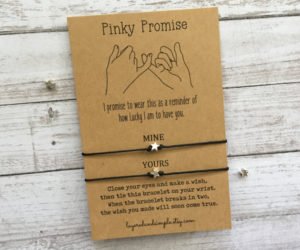 Pinky Promise
I promise to wear this as a reminder of
how lucky I am to have you.
MINE
YOURS
Close your eyes and make a wish,
then tie this bracelet on your wrist.
When the bracelet breaks in two,
the wish you made will soon come true.